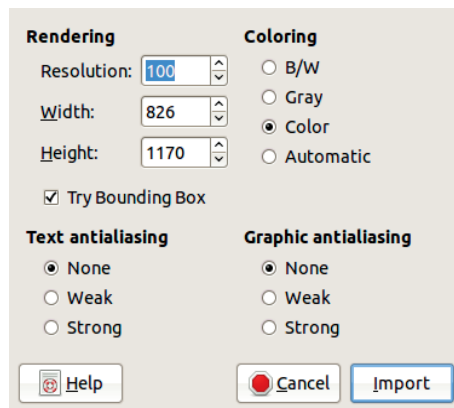 Rendering
Resolution: 100
Width: 826
Height: 1170
Try Bounding Box
Coloring
B/W
Gray
Color
Automatic
Text antialiasing
None
Weak
Strong
Graphic antialiasing
None
Weak
Strong
Help
Cancel
Import